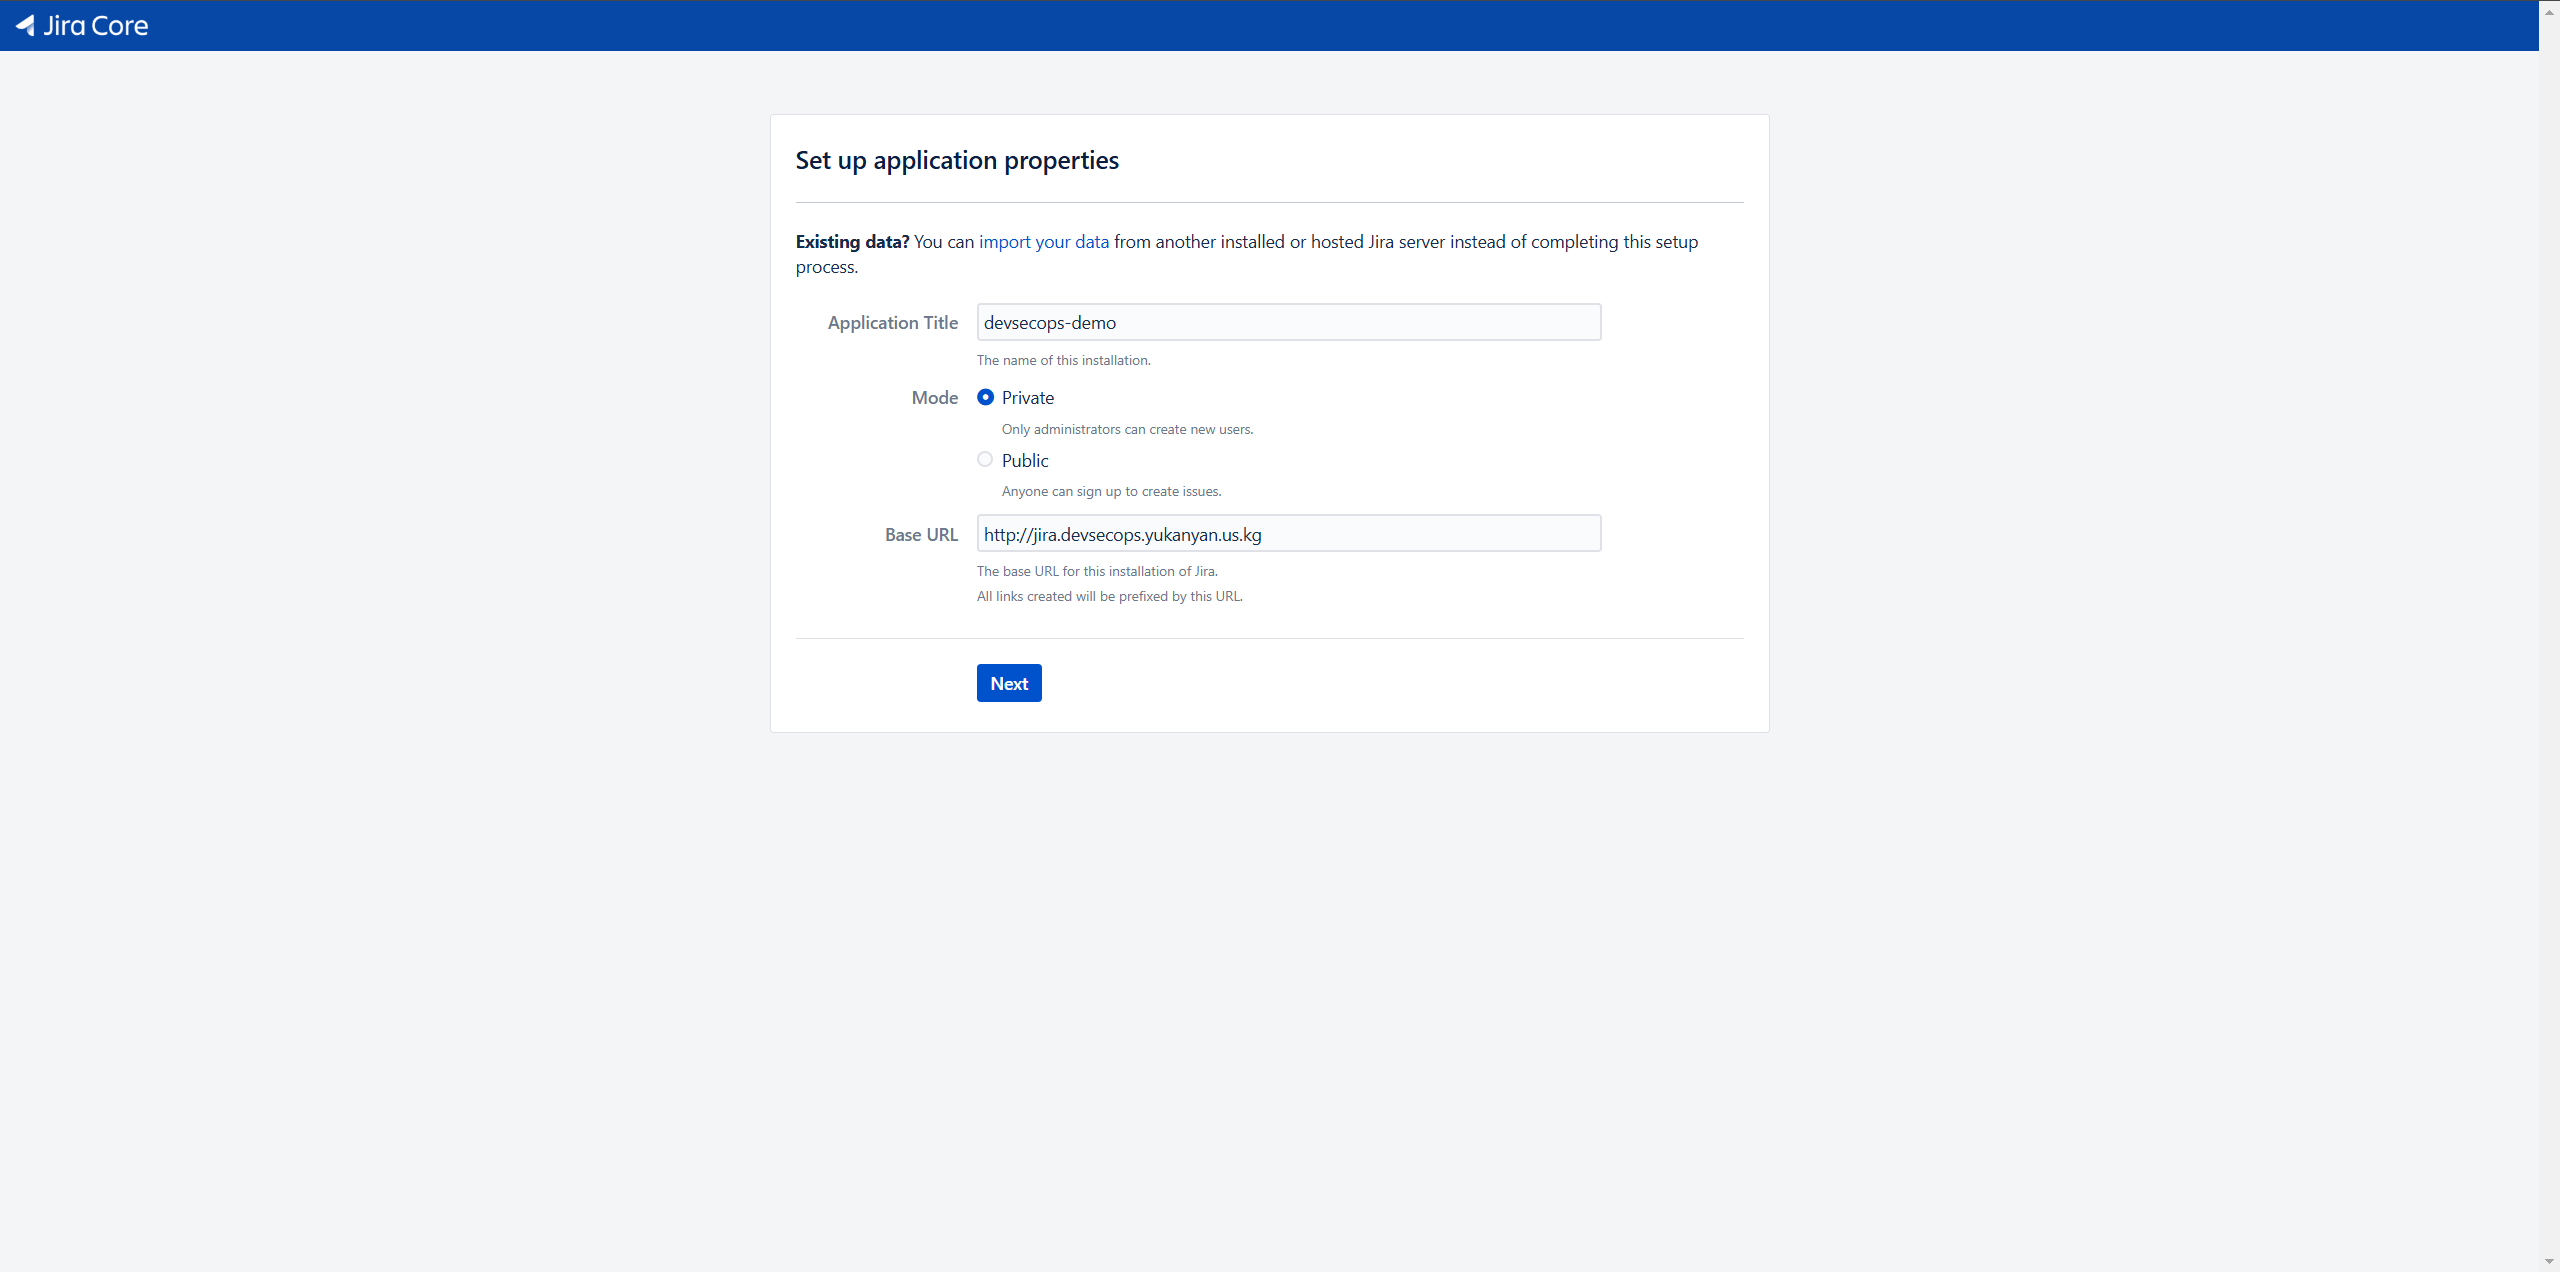 Jira Core
Set up application properties
Existing data? You can import your data from another installed or hosted Jira server instead of completing this setup
process.
Application Title devsecops-demo
The name of this installation.
Mode Private
Only administrators can create new users.
Public
Anyone can sign up to create issues.
Base URL http://jira.devsecops.yukanyan.us.kg
The base URL for this installation of Jira.
All links created will be prefixed by this URL.
Next